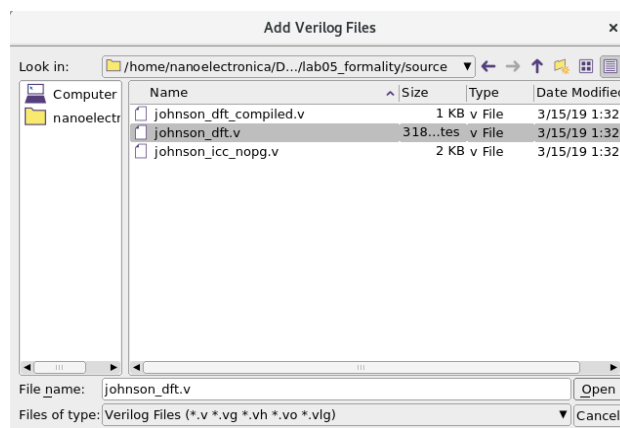 Add Verilog Files ×
Look in: /home/nanoelectronica/D.../lab05_formality/source
Computer
nanoelectr
Name Size Type Date Modified
johnson_dft_compiled.v 1 KB v File 3/15/19 1:32
johnson_dft.v 318...tes v File 3/15/19 1:32
johnson_icc_nopg.v 2 KB v File 3/15/19 1:32
File name: johnson_dft.v Open
Files of type: Verilog Files (*.v *.vg *.vh *.vo *.vlg) Cancel